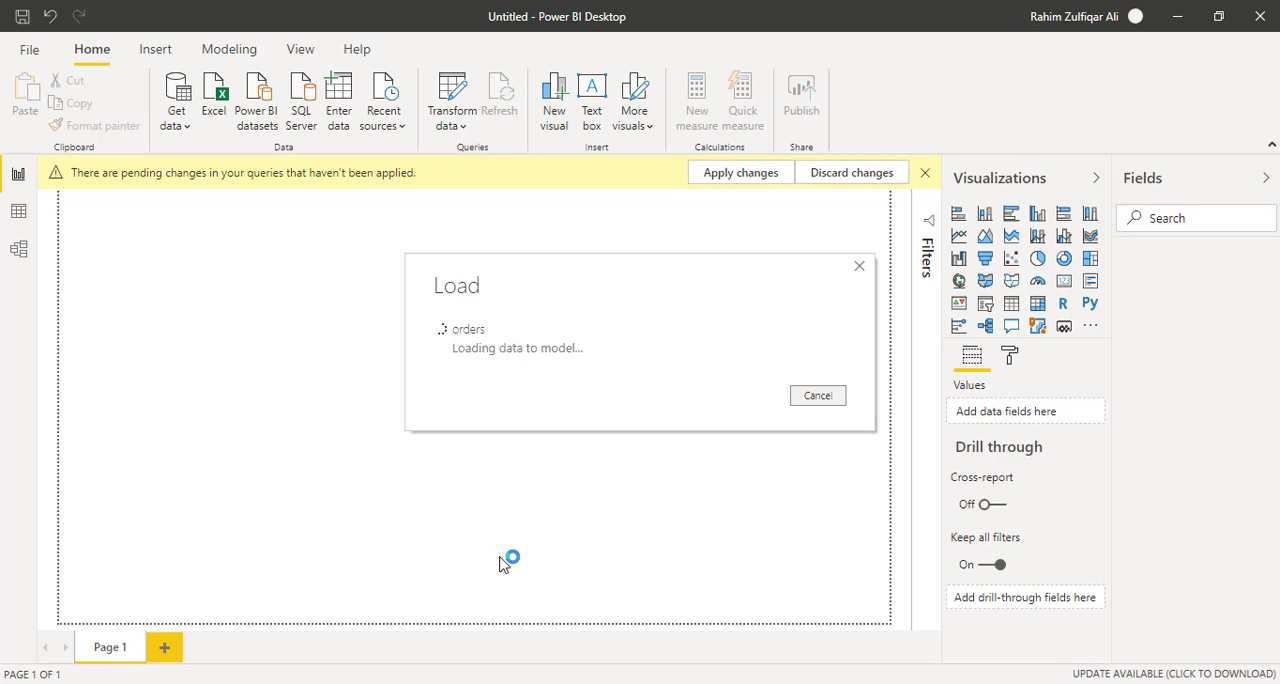 Untitled - Power BI Desktop
Rahim Zulfiqar Ali
File Home Insert Modeling View Help
Paste
Cut
Copy
Format painter
Clipboard
Get data
Excel
Power BI datasets
SQL Server
Enter data
Recent sources
Data
Transform data
Refresh
Queries
New visual
Text box
More visuals
Insert
New measure
Quick measure
Calculations
Publish
Share
There are pending changes in your queries that haven't been applied.
Apply changes
Discard changes
Load
orders
Loading data to model...
Cancel
Filters
Visualizations
R Py
123
Values
Add data fields here
Drill through
Cross-report
Off
Keep all filters
On
Add drill-through fields here
Fields
Search
Page 1
PAGE 1 OF 1
UPDATE AVAILABLE (CLICK TO DOWNLOAD)